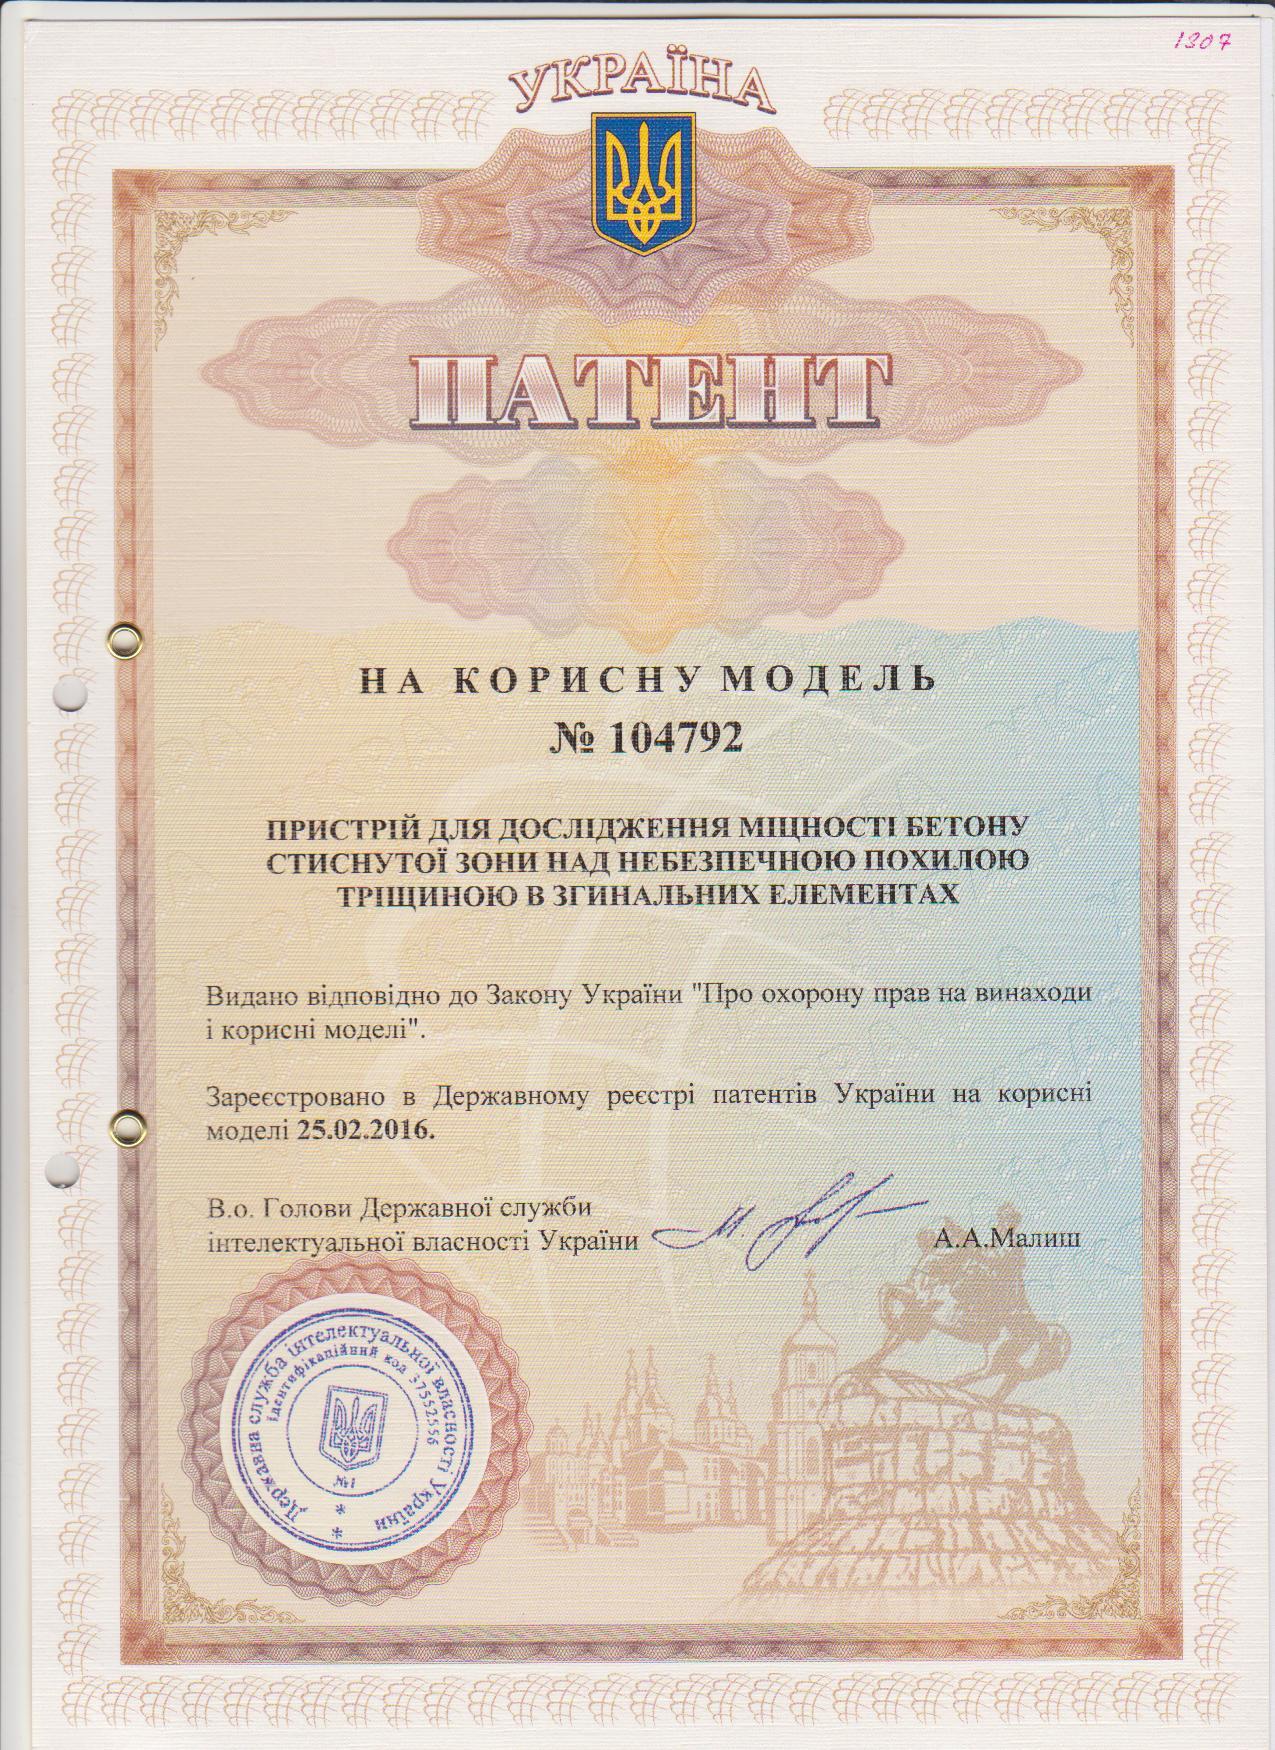 1307
УКРАЇНА
ПАТЕНТ
НА КОРИСНУ МОДЕЛЬ
№ 104792
ПРИСТРІЙ ДЛЯ ДОСЛІДЖЕННЯ МІЦНОСТІ БЕТОНУ
СТИСНУТОЇ ЗОНИ НАД НЕБЕЗПЕЧНОЮ ПОХИЛОЮ
ТРІЩИНОЮ В ЗГИНАЛЬНИХ ЕЛЕМЕНТАХ
Видано відповідно до Закону України "Про охорону прав на винаходи
і корисні моделі".
Зареєстровано в Державному реєстрі патентів України на корисні
моделі 25.02.2016.
В.о. Голови Державної служби
інтелектуальної власності України
А.А.Малиш
Державна служба інтелектуальної власності України
ідентифікаційний код 37552556
№1
* *